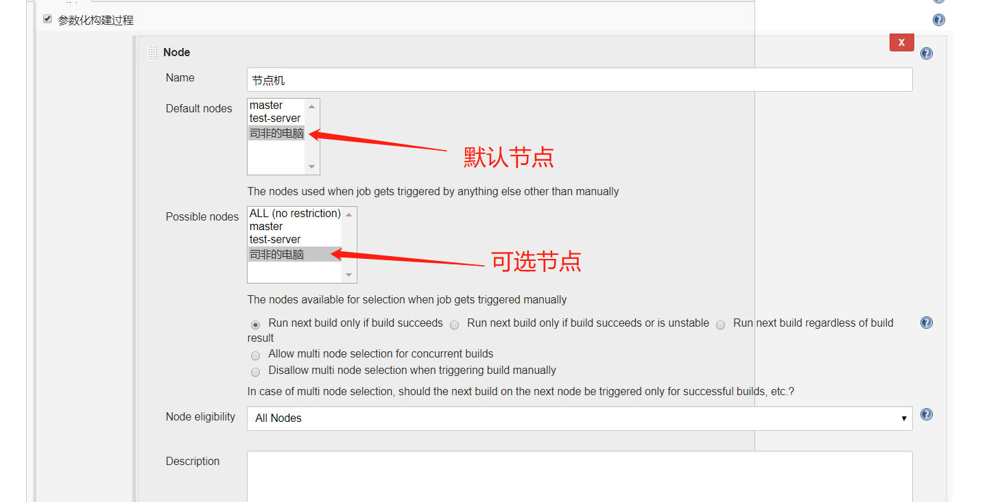 参数化构建过程
X
Node
Name
节点机
Default nodes
master
test-server
司非的电脑
默认节点
The nodes used when job gets triggered by anything else other than manually
Possible nodes
ALL (no restriction)
master
test-server
司非的电脑
可选节点
The nodes available for selection when job gets triggered manually
Run next build only if build succeeds Run next build only if build succeeds or is unstable Run next build regardless of build
result
Allow multi node selection for concurrent builds
Disallow multi node selection when triggering build manually
In case of multi node selection, should the next build on the next node be triggered only for successful builds, etc.?
Node eligibility
All Nodes
Description